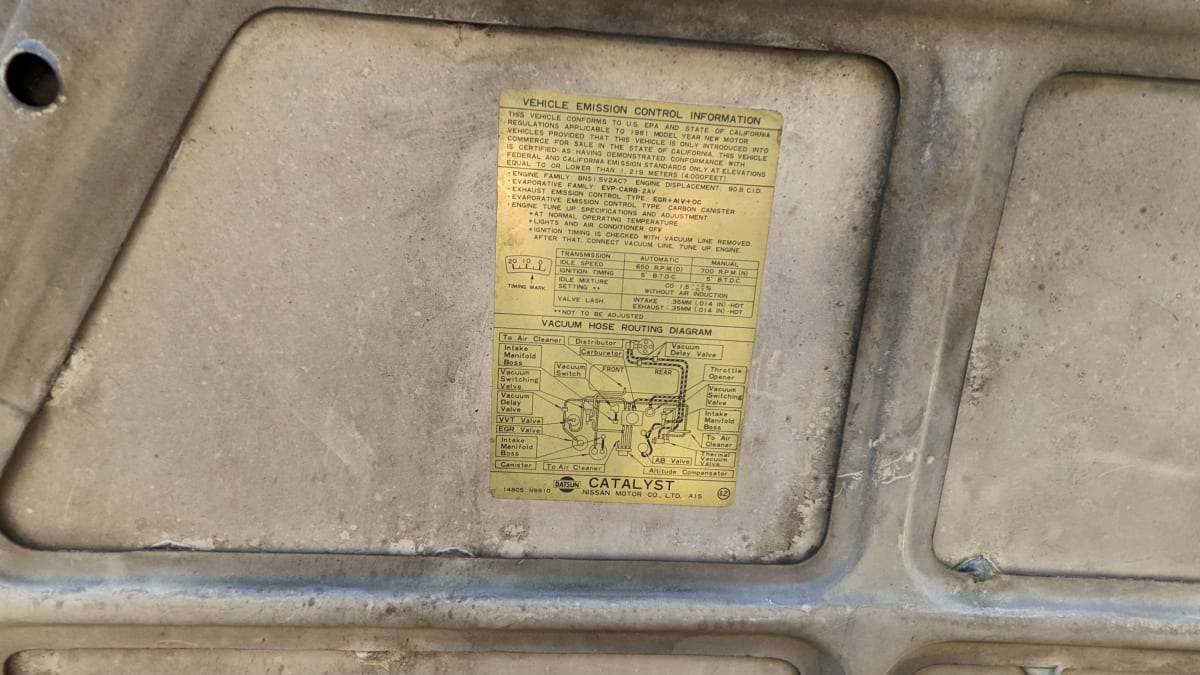 VEHICLE EMISSION CONTROL INFORMATION
THIS VEHICLE CONFORMS TO U.S. EPA AND STATE OF CALIFORNIA
REGULATIONS APPLICABLE TO 1981 MODEL YEAR NEW MOTOR
VEHICLES PROVIDED THAT THIS VEHICLE IS ONLY INTRODUCED INTO
COMMERCE FOR SALE IN THE STATE OF CALIFORNIA. THIS VEHICLE
IS CERTIFIED AS HAVING DEMONSTRATED CONFORMANCE WITH
FEDERAL AND CALIFORNIA EMISSION STANDARDS ONLY AT ELEVATIONS
EQUAL TO OR LOWER THAN 1,219 METERS (4,000FEET).
· ENGINE FAMILY: BNS1.5V2AC7 ENGINE DISPLACEMENT: 90.8 C.I.D
· EVAPORATIVE FAMILY: EVP-CARB-2AV
· EXHAUST EMISSION CONTROL TYPE: EGR+AIV+OC
· EVAPORATIVE EMISSION CONTROL TYPE: CARBON CANISTER
· ENGINE TUNE UP SPECIFICATIONS AND ADJUSTMENT
* AT NORMAL OPERATING TEMPERATURE
* LIGHTS AND AIR CONDITIONER OFF
* IGNITION TIMING IS CHECKED WITH VACUUM LINE REMOVED.
AFTER THAT, CONNECT VACUUM LINE, TUNE UP ENGINE.
20 10 0
TIMING MARK
TRANSMISSION AUTOMATIC MANUAL
IDLE SPEED 650 R.P.M.(D) 700 R.P.M.(N)
IGNITION TIMING 5° B.T.D.C. 5° B.T.D.C.
IDLE MIXTURE SETTING ** CO 1.5 %
WITHOUT AIR INDUCTION
VALVE LASH INTAKE .35MM (.014 IN)-HOT
EXHAUST .35MM (.014 IN)-HOT
**NOT TO BE ADJUSTED
VACUUM HOSE ROUTING DIAGRAM
To Air Cleaner
Distributor
Carburetor
Vacuum
Delay Valve
Intake
Manifold
Boss
Vacuum
Switch
FRONT
REAR
Throttle
Opener
Vacuum
Switching
Valve
Vacuum
Switching
Valve
Vacuum
Delay
Valve
Intake
Manifold
Boss
VVT Valve
EGR Valve
To Air
Cleaner
Intake
Manifold
Boss
Thermal
Vacuum
Valve
AB Valve
Canister
To Air Cleaner
Altitude Compensator
DATSUN CATALYST
14805 N8610 NISSAN MOTOR CO., LTD. A15